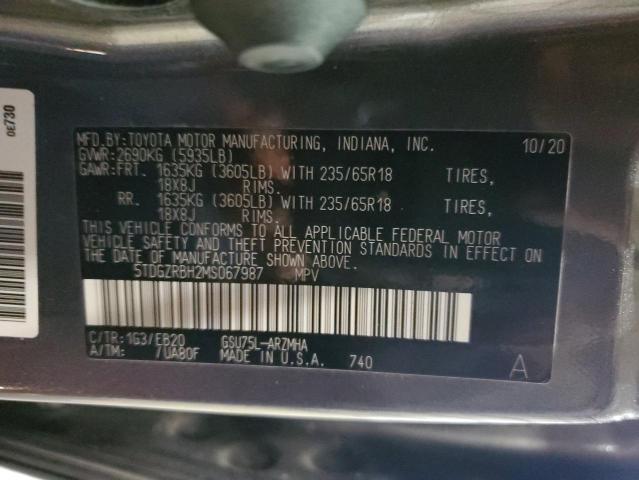 MFD.BY:TOYOTA MOTOR MANUFACTURING, INDIANA, INC. 10/20
GVWR:2690KG (5935LB)
GAWR:FRT. 1635KG (3605LB) WITH 235/65R18 TIRES,
18X8J RIMS.
RR. 1635KG (3605LB) WITH 235/65R18 TIRES,
18X8J RIMS.
THIS VEHICLE CONFORMS TO ALL APPLICABLE FEDERAL MOTOR
VEHICLE SAFETY AND THEFT PREVENTION STANDARDS IN EFFECT ON
THE DATE OF MANUFACTURE SHOWN ABOVE.
5TDGZRBH2MS067987 MPV
C/TR:1G3/EB20 GSU75L-ARZMHA
A/TM: 7UA80F MADE IN U.S.A. 740
A
0E730